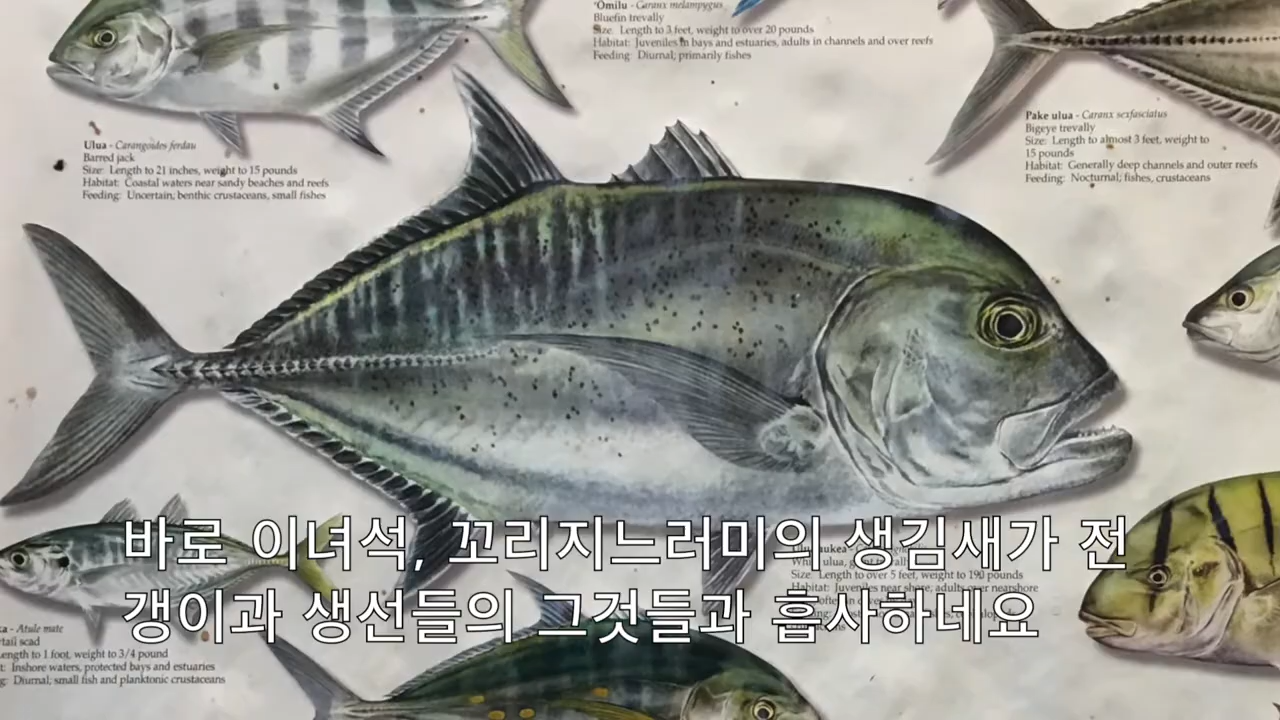 'Omilu - Caranx melampygus
Bluefin trevally
Size: Length to 3 feet, weight to over 20 pounds
Habitat: Juveniles in bays and estuaries, adults in channels and over reefs
Feeding: Diurnal; primarily fishes
Pake ulua - Caranx sexfasciatus
Bigeye trevally
Size: Length to almost 3 feet, weight to
15 pounds
Habitat: Generally deep channels and outer reefs
Feeding: Nocturnal; fishes, crustaceans
Ulua - Carangoides ferdau
Barred jack
Size: Length to 21 inches, weight to 15 pounds
Habitat: Coastal waters near sandy beaches and reefs
Feeding: Uncertain; benthic crustaceans, small fishes
바로 이녀석, 꼬리지느러미의 생김새가 전
갱이과 생선들의 그것들과 흡사하네요
Size: Length to over 5 feet, weight to 190 pounds
Habitat: Juveniles near shore; adults over nearshore
- Atule mate
scad
Length to 1 foot, weight to 3/4 pound
Inshore waters, protected bays and estuaries
Diurnal; small fish and planktonic crustaceans